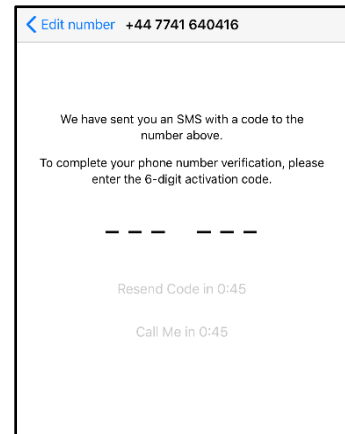 Edit number +44 7741 640416
We have sent you an SMS with a code to the
number above.
To complete your phone number verification, please
enter the 6-digit activation code.
Resend Code in 0:45
Call Me in 0:45